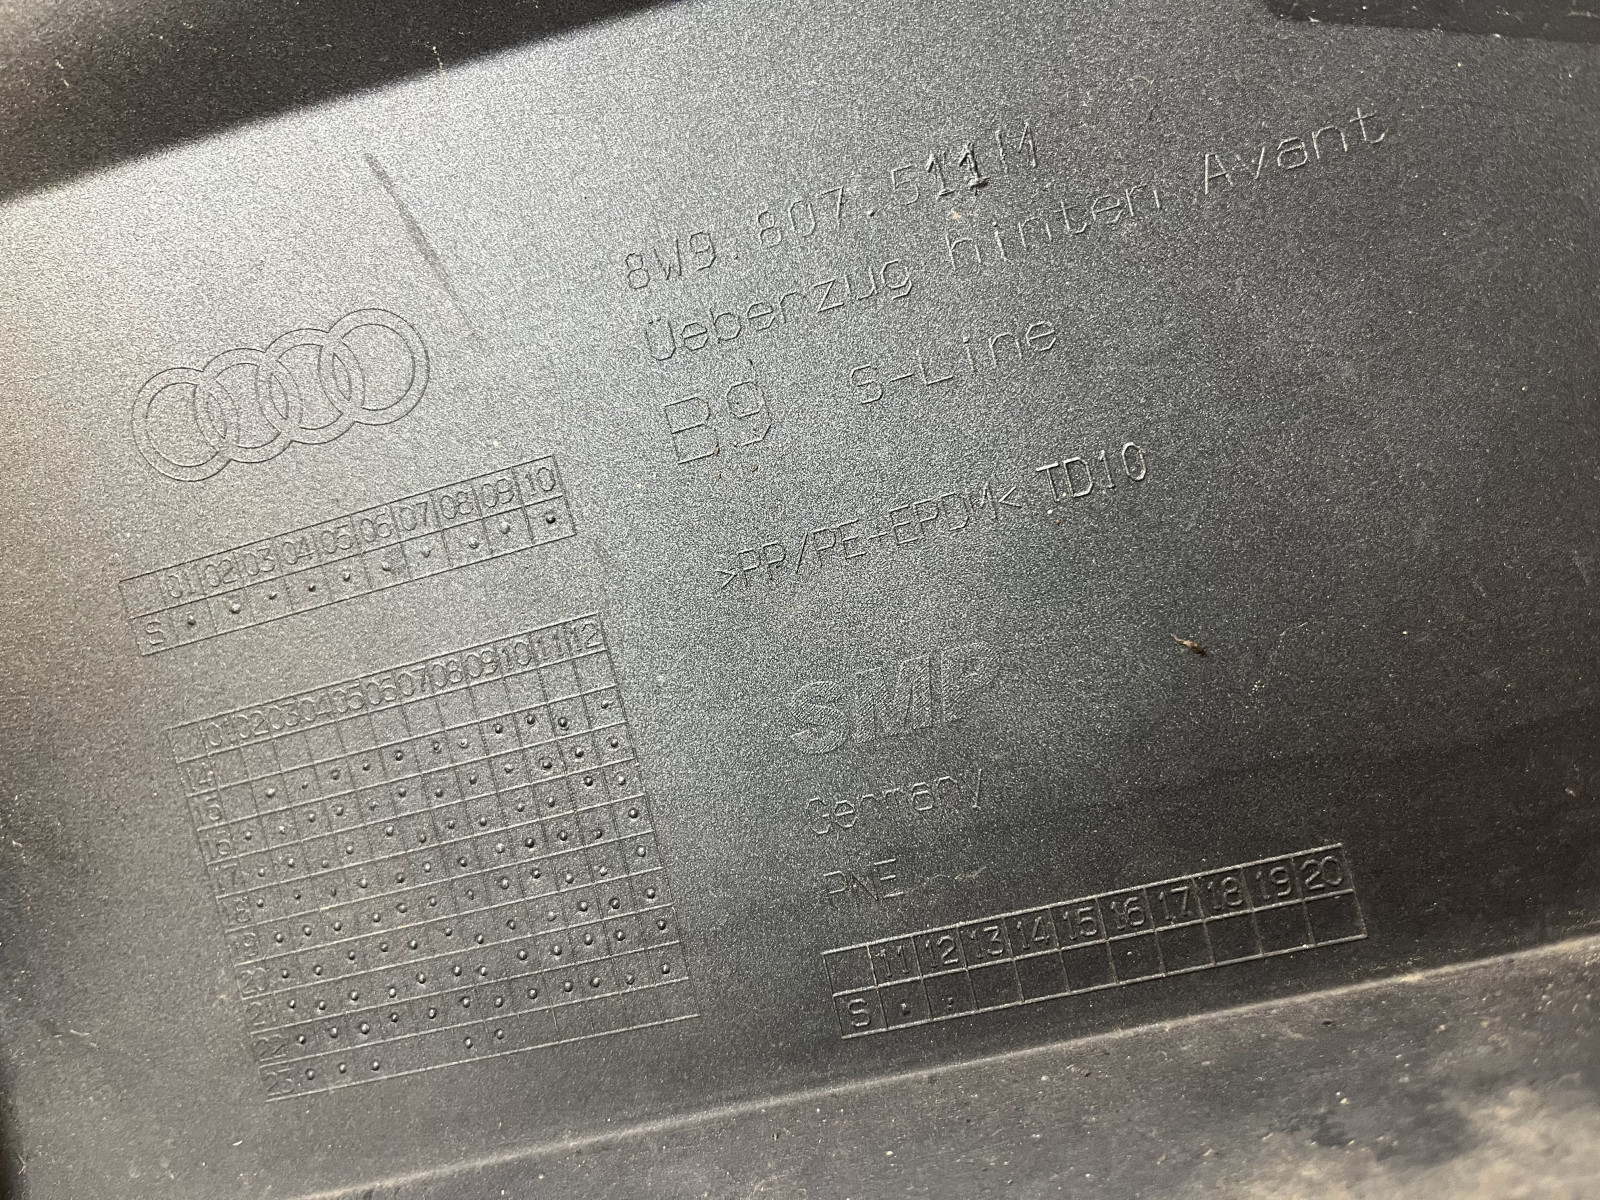 8W9.807.511M
Üeberzug hinten Avant
B9 S-Line
>PP/PE+EPDM< TD10
SMP
Germany
PNE
01 02 03 04 05 06 07 08 09 10
S
01 02 03 04 05 06 07 08 09 10 11 12
14
15
16
17
18
19
20
21
22
23
11 12 13 14 15 16 17 18 19 20
S